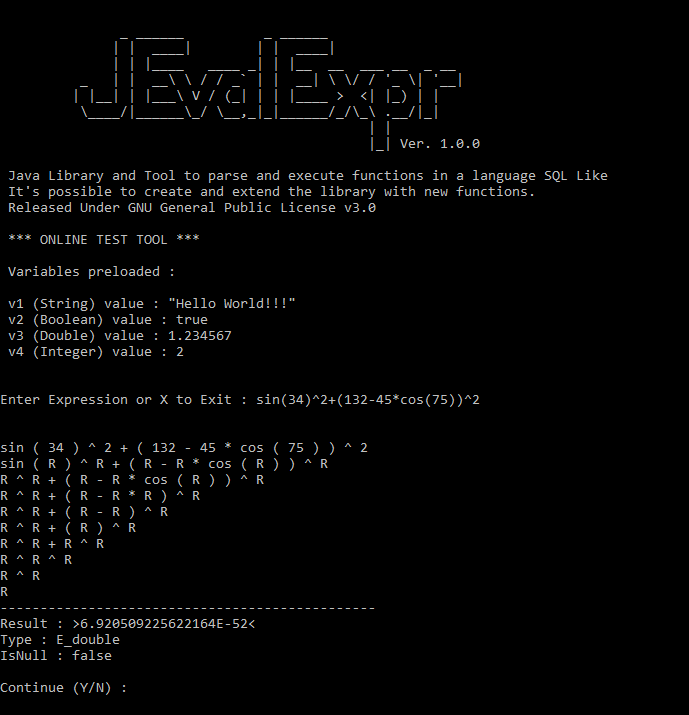 JEvalExpr
Ver. 1.0.0
Java Library and Tool to parse and execute functions in a language SQL Like
It's possible to create and extend the library with new functions.
Released Under GNU General Public License v3.0
*** ONLINE TEST TOOL ***
Variables preloaded :
v1 (String) value : "Hello World!!!"
v2 (Boolean) value : true
v3 (Double) value : 1.234567
v4 (Integer) value : 2
Enter Expression or X to Exit : sin(34)^2+(132-45*cos(75))^2
sin ( 34 ) ^ 2 + ( 132 - 45 * cos ( 75 ) ) ^ 2
sin ( R ) ^ R + ( R - R * cos ( R ) ) ^ R
R ^ R + ( R - R * cos ( R ) ) ^ R
R ^ R + ( R - R * R ) ^ R
R ^ R + ( R - R ) ^ R
R ^ R + ( R ) ^ R
R ^ R + R ^ R
R ^ R ^ R
R ^ R
R
-----------------------------------------------
Result : >6.920509225622164E-52<
Type : E_double
IsNull : false
Continue (Y/N) :